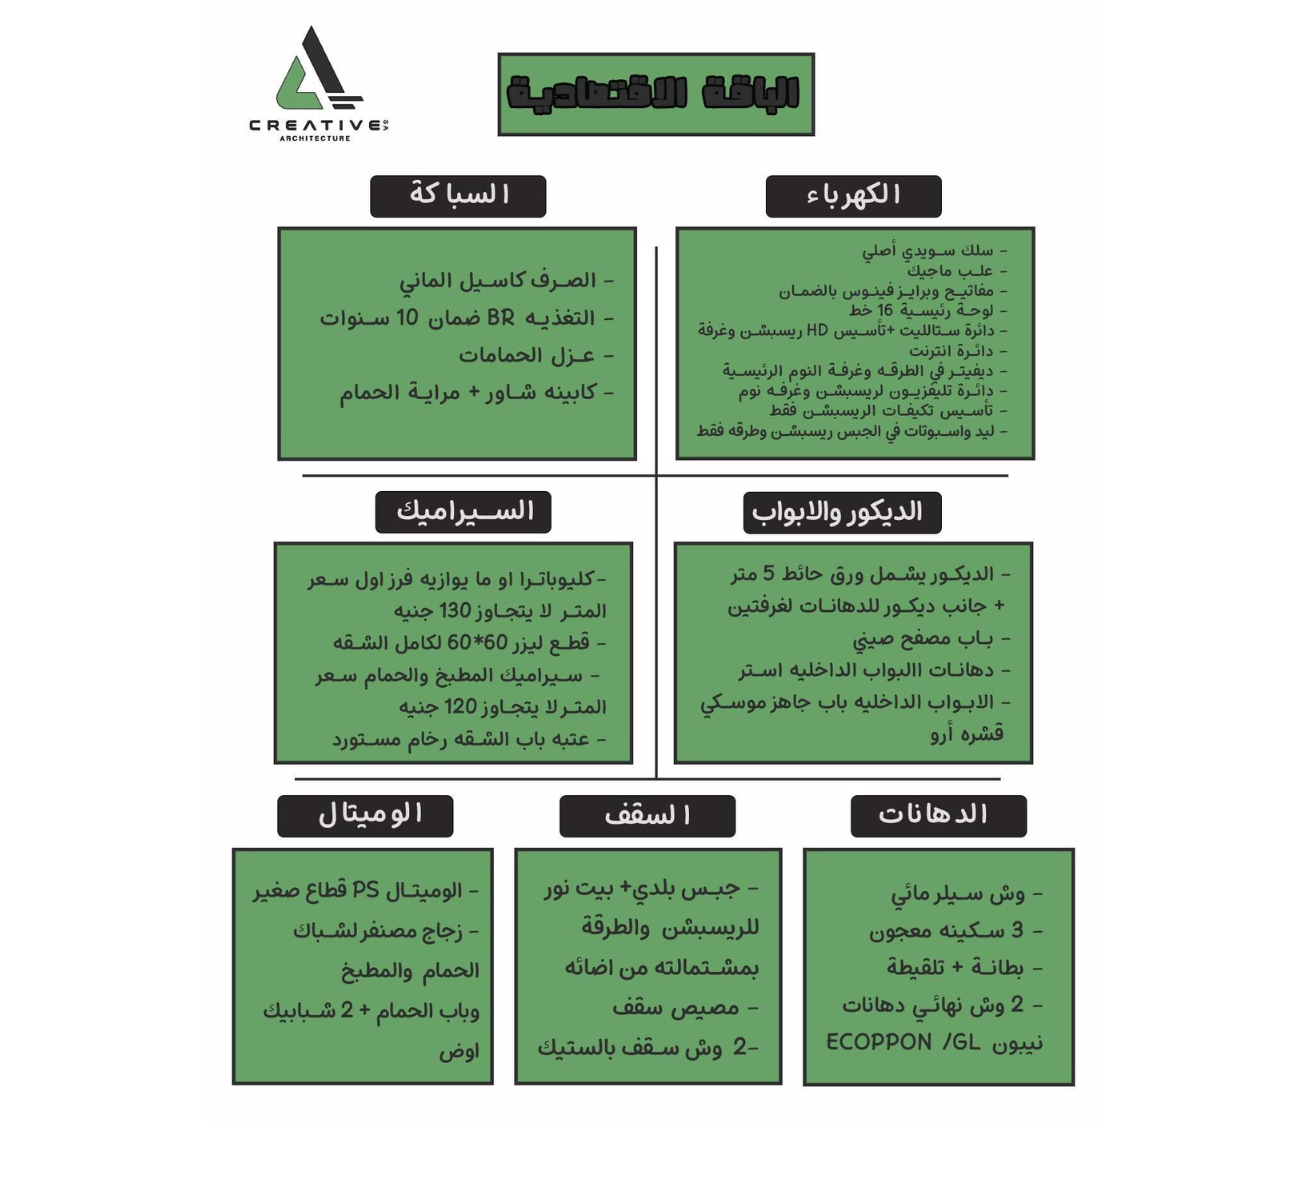 CREATIVE VS
ARCHITECTURE
الباقة الاقتصادية
الكهرباء
- سلك سويدي أصلي
- علب ماجيك
- مفاتيح وبرايز فينوس بالضمان
- لوحة رئيسية 16 خط
- دائرة ستالليت +تأسيس HD ريسبشن وغرفة
- دائرة انترنت
- ديفيتر في الطرقه وغرفة النوم الرئيسية
- دائرة تليفزيون لريسبشن وغرفه نوم
- تأسيس تكيفات الريسبشن فقط
- ليد واسبوتات في الجبس ريسبشن وطرقه فقط
السباكة
- الصرف كاسيل الماني
- التغذيه BR ضمان 10 سنوات
- عزل الحمامات
- كابينه شاور + مراية الحمام
الديكور والابواب
- الديكور يشمل ورق حائط 5 متر
+ جانب ديكور للدهانات لغرفتين
- باب مصفح صيني
- دهانات االبواب الداخليه استر
- الابواب الداخليه باب جاهز موسكي
قشره أرو
السيراميك
-كليوباترا او ما يوازيه فرز اول سعر
المتر لا يتجاوز 130 جنيه
- قطع ليزر 60*60 لكامل الشقه
- سيراميك المطبخ والحمام سعر
المتر لا يتجاوز 120 جنيه
- عتبه باب الشقه رخام مستورد
الدهانات
- وش سيلر مائي
- 3 سكينه معجون
- بطانة + تلقيطة
- 2 وش نهائي دهانات
نيبون ECOPPON /GL
السقف
- جبس بلدي+ بيت نور
للريسبشن والطرقة
بمشتمالته من اضائه
- مصيص سقف
-2 وش سقف بالستيك
الوميتال
- الوميتال PS قطاع صغير
- زجاج مصنفر لشباك
الحمام والمطبخ
وباب الحمام + 2 شبابيك
اوض